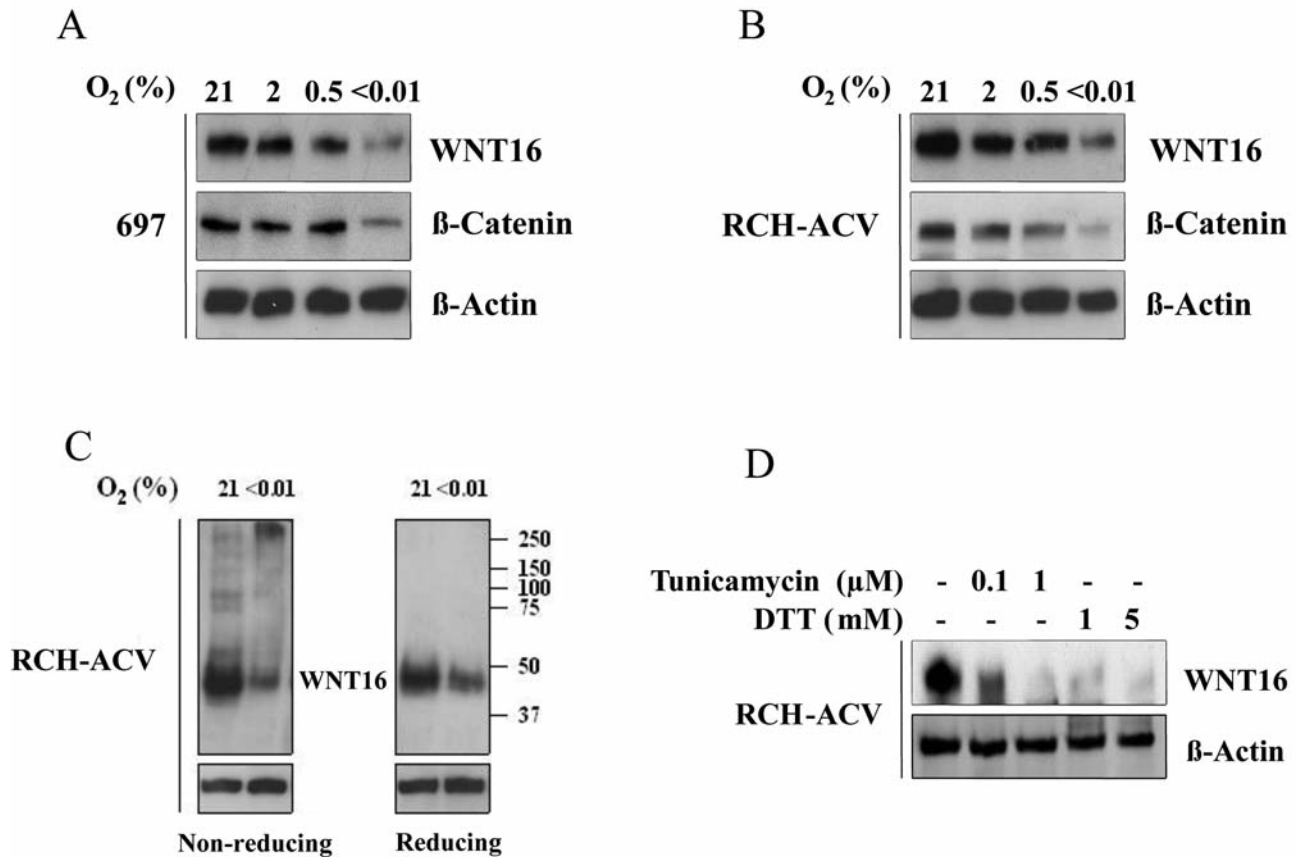 A
O₂ (%) 21 2 0.5 <0.01
WNT16
697
ß-Catenin
ß-Actin
B
O₂ (%) 21 2 0.5 <0.01
WNT16
RCH-ACV
ß-Catenin
ß-Actin
C
O₂ (%) 21 <0.01 21 <0.01
250
150
100
75
RCH-ACV
WNT16
50
37
Non-reducing Reducing
D
Tunicamycin (µM) - 0.1 1 - -
DTT (mM) - - - 1 5
WNT16
RCH-ACV
ß-Actin